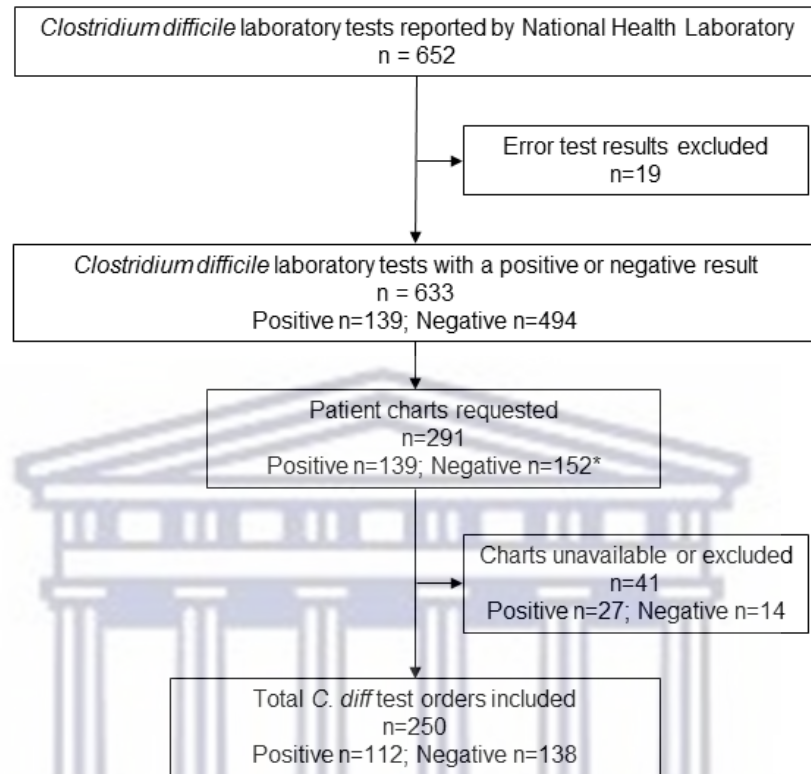 Clostridium difficile laboratory tests reported by National Health Laboratory
n = 652
Error test results excluded
n=19
Clostridium difficile laboratory tests with a positive or negative result
n = 633
Positive n=139; Negative n=494
Patient charts requested
n=291
Positive n=139; Negative n=152*
Charts unavailable or excluded
n=41
Positive n=27; Negative n=14
Total C. diff test orders included
n=250
Positive n=112; Negative n=138